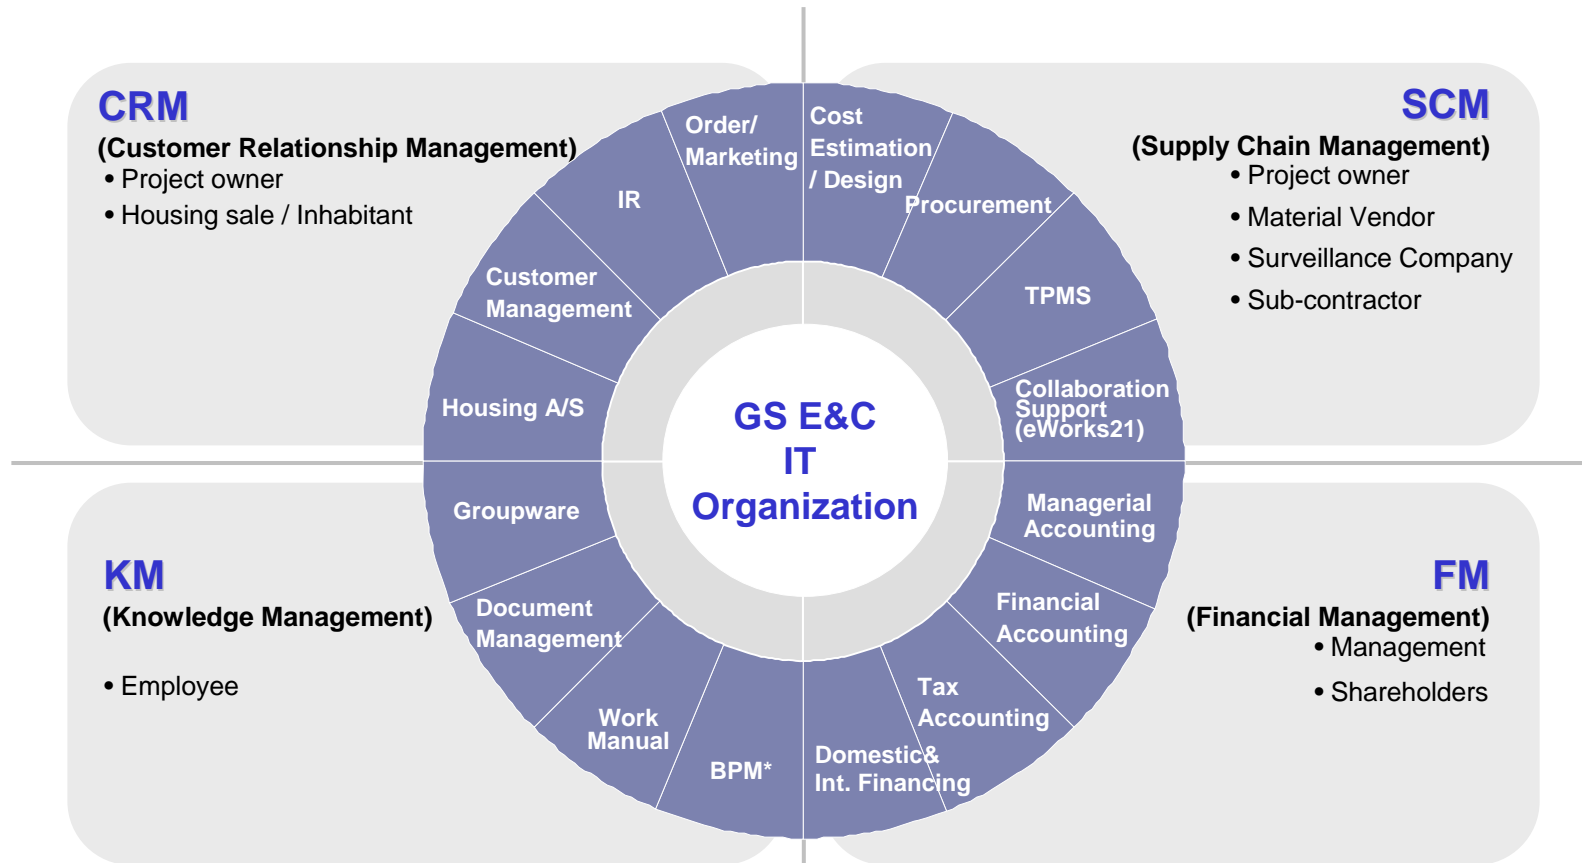 CRM
(Customer Relationship Management)
• Project owner
• Housing sale / Inhabitant
SCM
(Supply Chain Management)
• Project owner
• Material Vendor
• Surveillance Company
• Sub-contractor
Order/
Marketing
IR
Customer
Management
Housing A/S
Cost
Estimation
/ Design
Procurement
TPMS
Collaboration
Support
(eWorks21)
GS E&C
IT
Organization
Groupware
Document
Management
Work
Manual
BPM*
Managerial
Accounting
Financial
Accounting
Tax
Accounting
Domestic&
Int. Financing
KM
(Knowledge Management)
• Employee
FM
(Financial Management)
• Management
• Shareholders